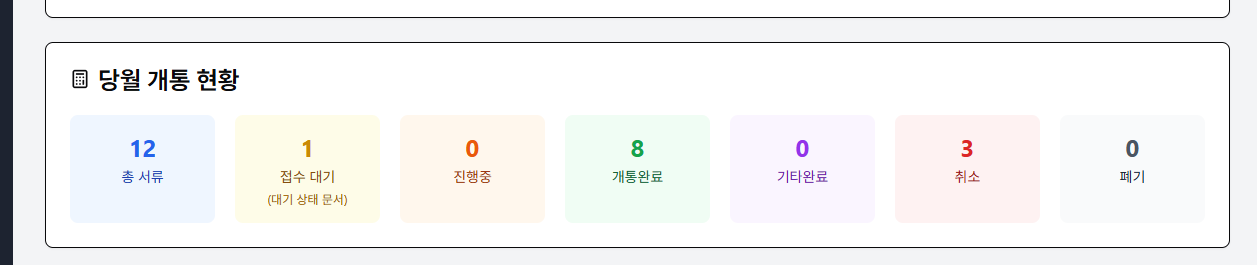 당월 개통 현황
12
총 서류
1
접수 대기
(대기 상태 문서)
0
진행중
8
개통완료
0
기타완료
3
취소
0
폐기